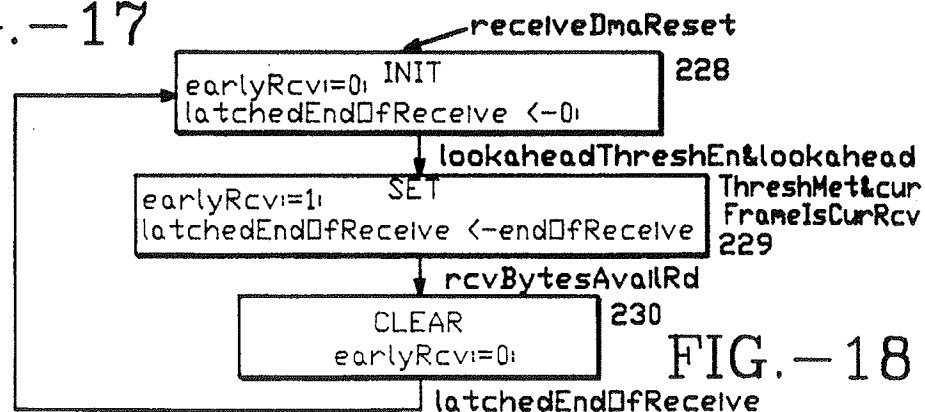 .-17
receiveDmaReset
INIT
228
earlyRcv:=0;
latchedEndOfReceive <-0;
lookaheadThreshEn&lookahead
ThreshMet&cur
FrameIsCurRcv
SET
earlyRcv:=1;
latchedEndOfReceive <-endOfReceive
229
rcvBytesAvailRd
230
CLEAR
earlyRcv:=0;
FIG.-18
latchedEndOfReceive